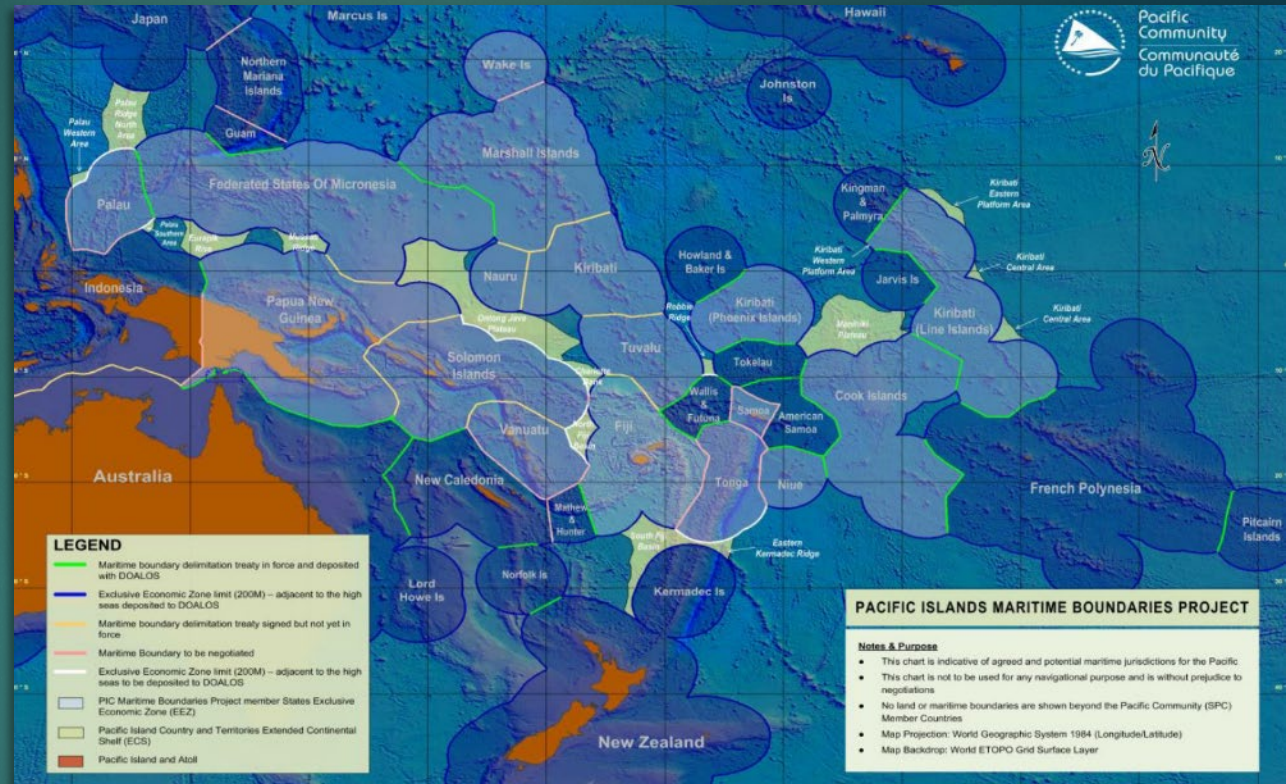 Japan
Marcus Is
Hawaii
Pacific
Community
Communauté
du Pacifique
Northern
Mariana
Islands
Wake Is
Johnston
Is
N
Palau
Ridge
North
Area
Palau
Western
Area
Guam
Marshall Islands
Federated States Of Micronesia
Palau
Kingman
&
Palmyra
Kiribati
Eastern
Platform Area
Palau
Southern
Area
Eurapik
Rise
Mussau
Ridge
Nauru
Kiribati
Howland &
Baker Is
Kiribati
Western
Platform Area
Jarvis Is
Kiribati
Central Area
Indonesia
Papua New
Guinea
Ontong Java
Plateau
Robbie
Ridge
Kiribati
(Phoenix Islands)
Manihiki
Plateau
Kiribati
(Line Islands)
Kiribati
Central Area
Solomon
Islands
Tuvalu
Tokelau
Charlotte
Bank
Wallis
&
Futuna
Samoa
American
Samoa
Cook Islands
Vanuatu
North
Fiji
Basin
Fiji
Australia
New Caledonia
Tonga
Niue
French Polynesia
Mathew
&
Hunter
Pitcairn
Islands
South Fiji
Basin
Eastern
Kermadec Ridge
Lord
Howe Is
Norfolk Is
Kermadec Is
New Zealand
LEGEND
Maritime boundary delimitation treaty in force and deposited
with DOALOS
Exclusive Economic Zone limit (200M) – adjacent to the high
seas deposited to DOALOS
Maritime boundary delimitation treaty signed but not yet in
force
Maritime Boundary to be negotiated
Exclusive Economic Zone limit (200M) – adjacent to the high
seas to be deposited to DOALOS
PIC Maritime Boundaries Project member States Exclusive
Economic Zone (EEZ)
Pacific Island Country and Territories Extended Continental
Shelf (ECS)
Pacific Island and Atoll
PACIFIC ISLANDS MARITIME BOUNDARIES PROJECT
Notes & Purpose
• This chart is indicative of agreed and potential maritime jurisdictions for the Pacific
• This chart is not to be used for any navigational purpose and is without prejudice to
negotiations
• No land or maritime boundaries are shown beyond the Pacific Community (SPC)
Member Countries
• Map Projection: World Geographic System 1984 (Longitude/Latitude)
• Map Backdrop: World ETOPO Grid Surface Layer